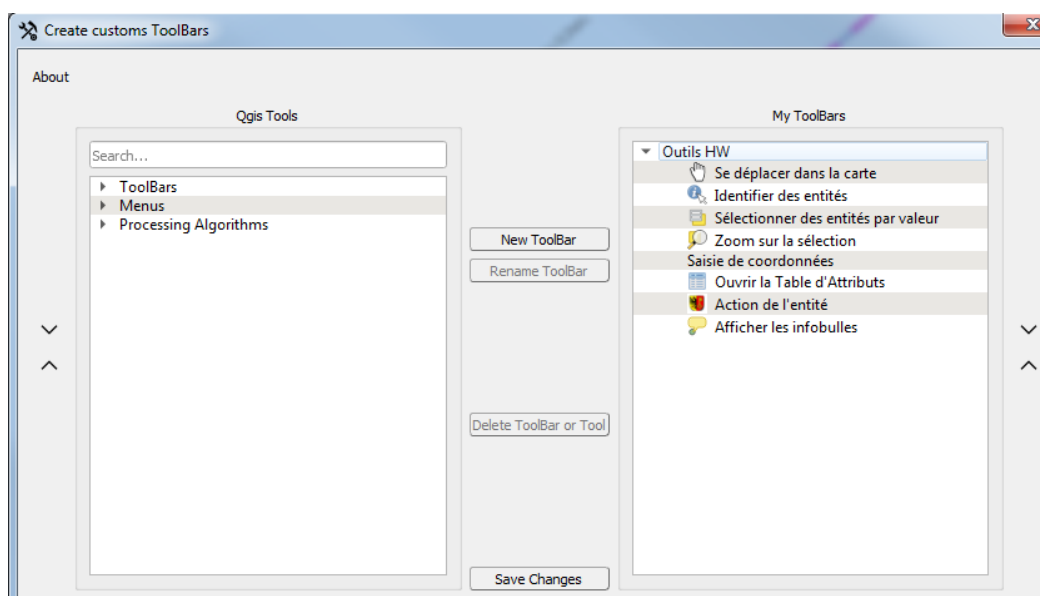 Create customs ToolBars
About
Qgis Tools
Search...
ToolBars
Menus
Processing Algorithms
New ToolBar
Rename ToolBar
Delete ToolBar or Tool
Save Changes
My ToolBars
Outils HW
Se déplacer dans la carte
Identifier des entités
Sélectionner des entités par valeur
Zoom sur la sélection
Saisie de coordonnées
Ouvrir la Table d'Attributs
Action de l'entité
Afficher les infobulles